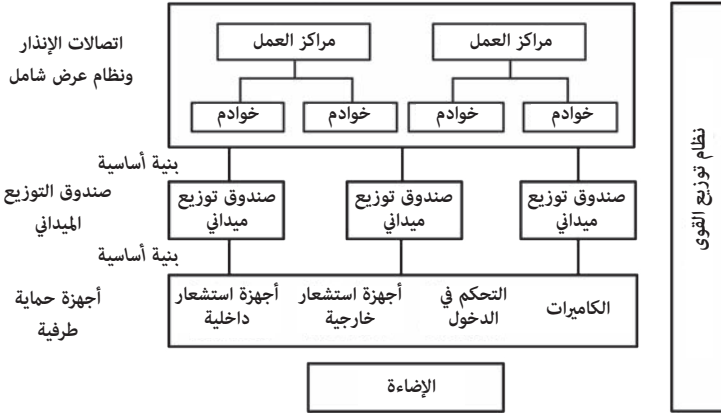 اتصالات الإنذار
ونظام عرض شامل
مراكز العمل
مراكز العمل
خوادم
خوادم
خوادم
خوادم
بنية أساسية
صندوق التوزيع
الميداني
صندوق توزيع
ميداني
صندوق توزيع
ميداني
صندوق توزيع
ميداني
بنية أساسية
أجهزة حماية
طرفية
الكاميرات
التحكم في
الدخول
أجهزة استشعار
خارجية
أجهزة استشعار
داخلية
الإضاءة
نظام توزيع القوى